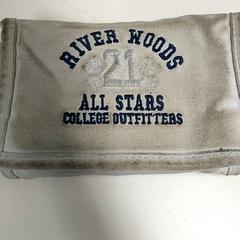 RIVER WOODS
21
ALL STARS
COLLEGE OUTFITTERS